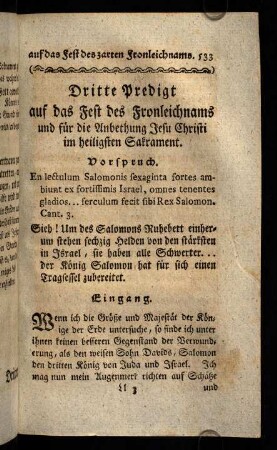 auf das Fest des zarten Fronleichnams. 533
Dritte Predigt
auf das Fest des Fronleichnams
und für die Anbethung Jesu Christi
im heiligsten Sakrament.
Vorspruch.
En lectulum Salomonis sexaginta fortes am-
biunt ex fortissimis Israel, omnes tenentes
gladios... ferculum fecit sibi Rex Salomon.
Cant. 3.
Sieh! Um des Salomons Ruhebett einher-
um stehen sechzig Helden von den stärksten
in Israel, sie haben alle Schwerter...
der König Salomon hat für sich einen
Tragsessel zubereitet.
Eingang.
Wenn ich die Größe und Majestät der Kön-
ige der Erde untersuche, so finde ich unter
ihnen keinen besseren Gegenstand der Verwund-
erung, als den weisen Sohn Davids, Salomon
den dritten König von Juda und Israel. Ich
mag nun mein Augenmerk richten auf Schätze
Ll 3 und